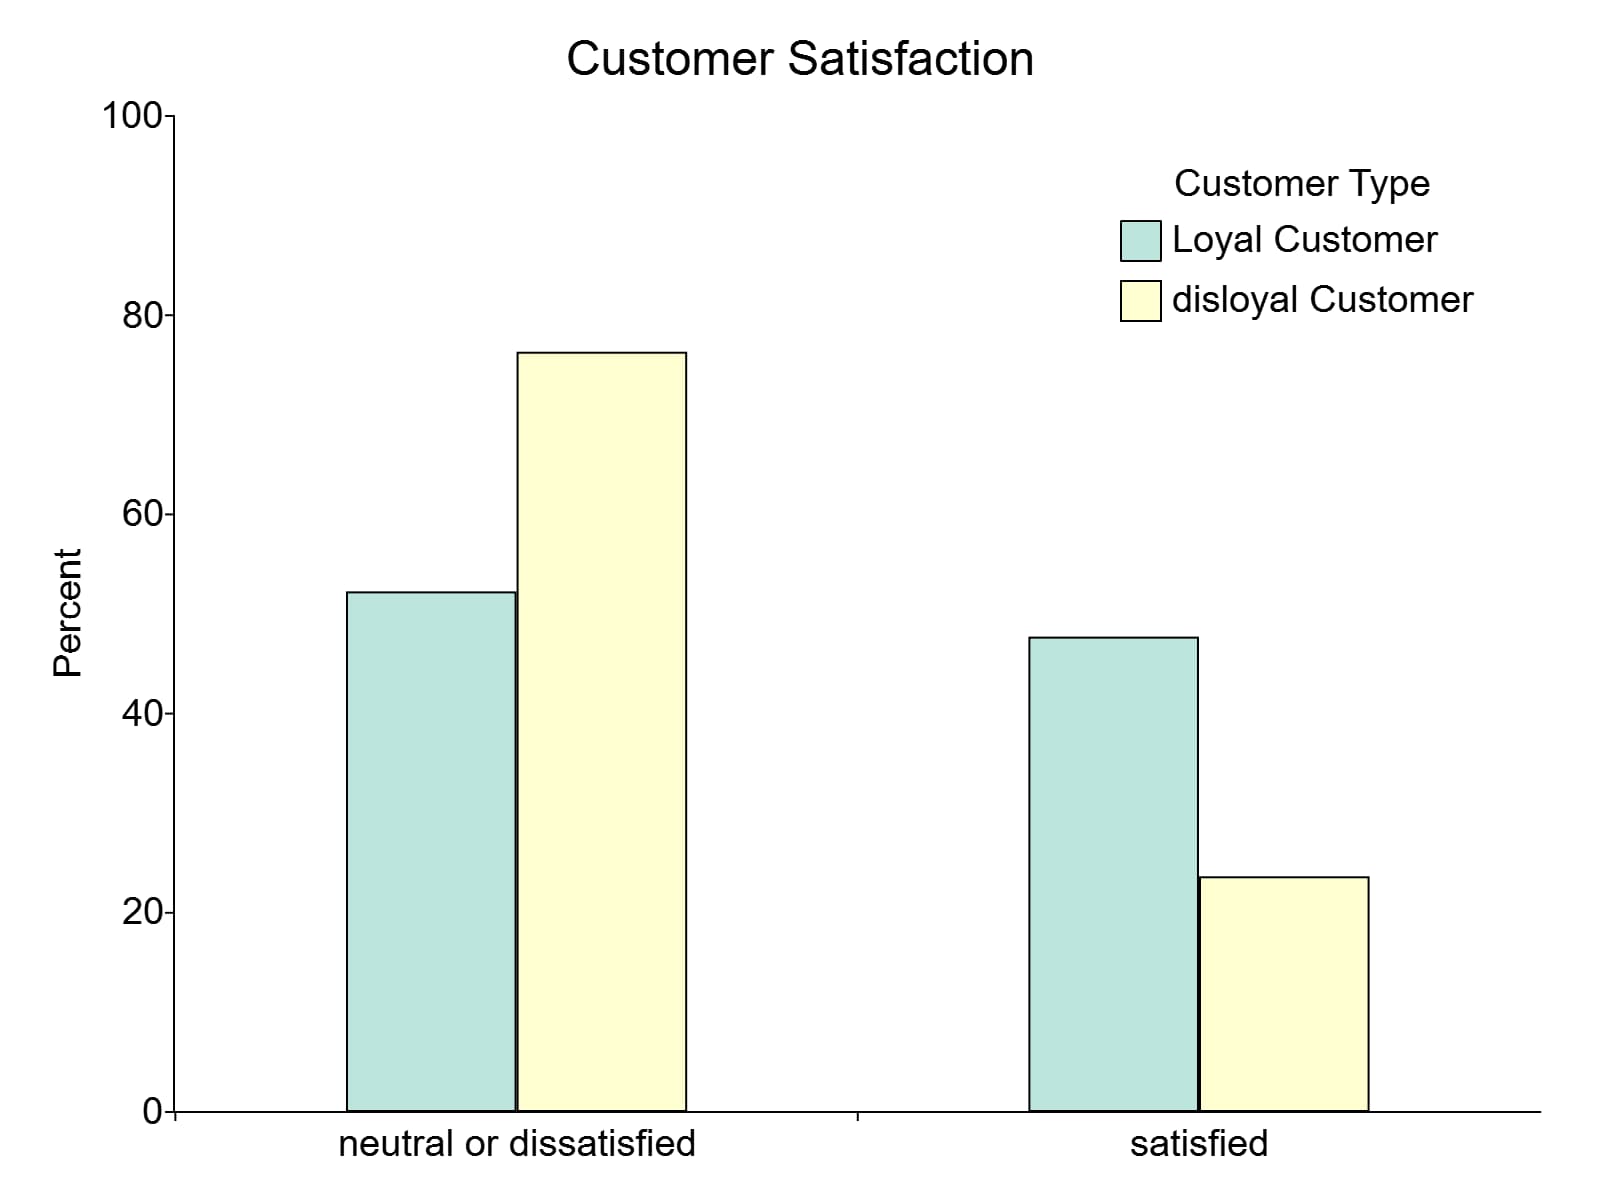 Customer Satisfaction
100
80
60
40
20
0
Percent
Customer Type
Loyal Customer
disloyal Customer
neutral or dissatisfied
satisfied